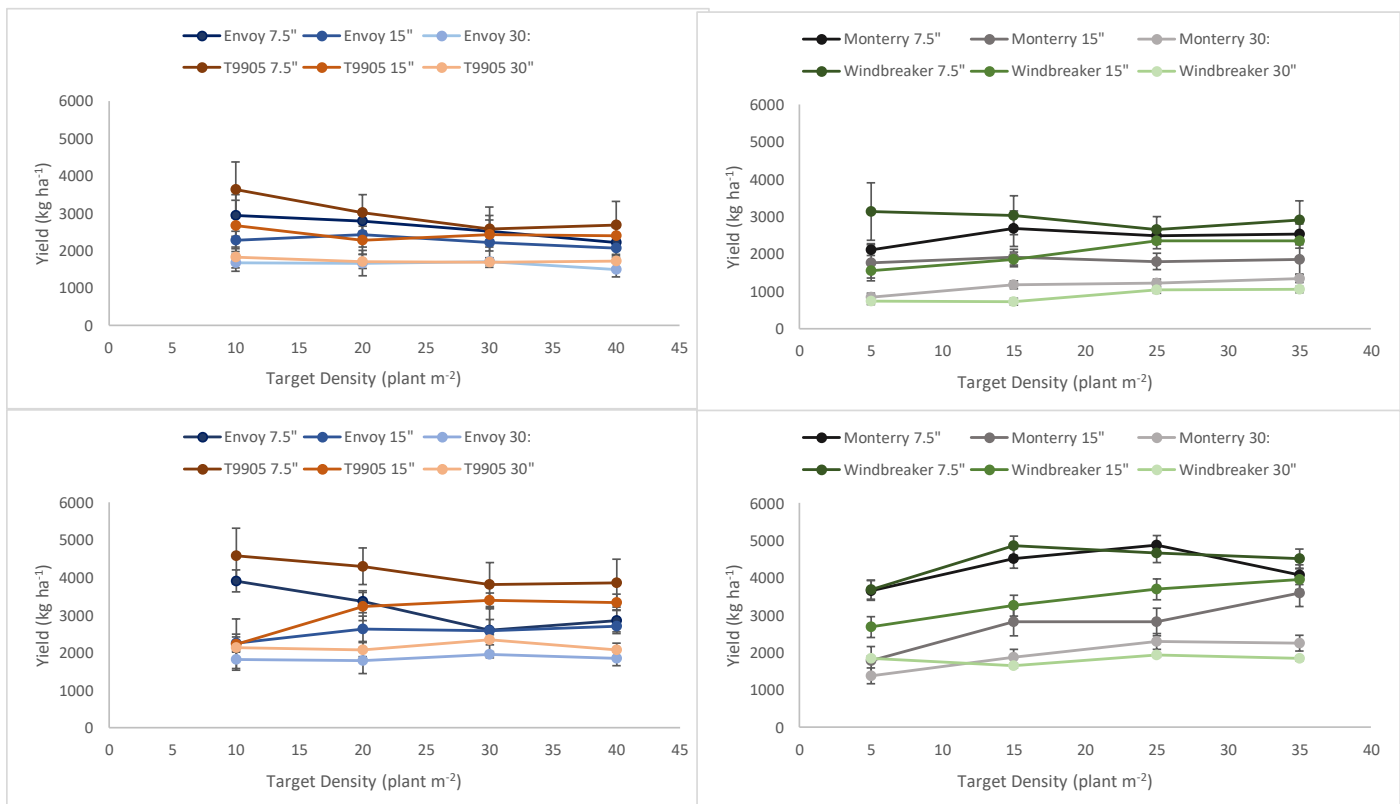 Envoy 7.5" Envoy 15" Envoy 30:
T9905 7.5" T9905 15" T9905 30"
6000
5000
4000
3000
2000
1000
0
Yield (kg ha⁻¹)
0 5 10 15 20 25 30 35 40 45
Target Density (plant m⁻²)
Monterry 7.5" Monterry 15" Monterry 30:
Windbreaker 7.5" Windbreaker 15" Windbreaker 30"
6000
5000
4000
3000
2000
1000
0
Yield (kg ha⁻¹)
0 5 10 15 20 25 30 35 40
Target Density (plant m⁻²)
Envoy 7.5" Envoy 15" Envoy 30:
T9905 7.5" T9905 15" T9905 30"
6000
5000
4000
3000
2000
1000
0
Yield (kg ha⁻¹)
0 5 10 15 20 25 30 35 40 45
Target Density (plant m⁻²)
Monterry 7.5" Monterry 15" Monterry 30:
Windbreaker 7.5" Windbreaker 15" Windbreaker 30"
6000
5000
4000
3000
2000
1000
0
Yield (kg ha⁻¹)
0 5 10 15 20 25 30 35 40
Target Density (plant m⁻²)